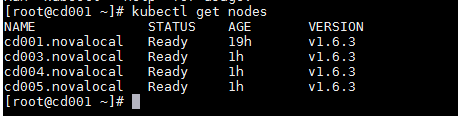 [root@cd001 ~]# kubectl get nodes
NAME STATUS AGE VERSION
cd001.novalocal Ready 19h v1.6.3
cd003.novalocal Ready 1h v1.6.3
cd004.novalocal Ready 1h v1.6.3
cd005.novalocal Ready 1h v1.6.3
[root@cd001 ~]#